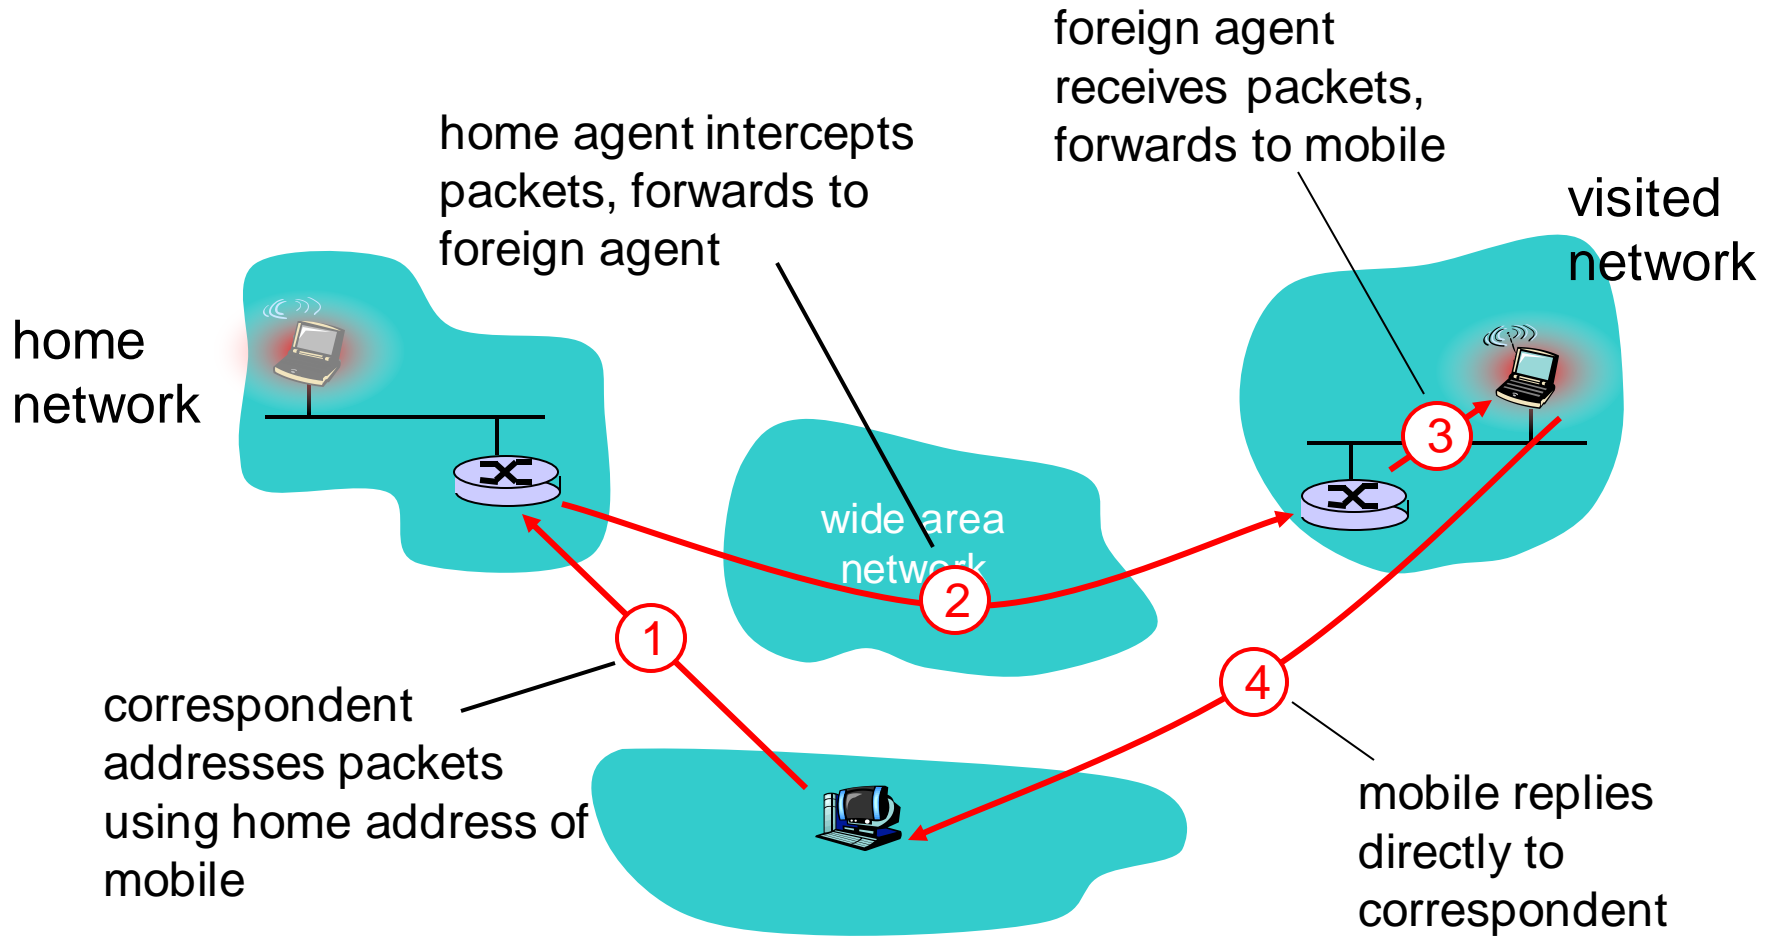 foreign agent
receives packets,
forwards to mobile
home agent intercepts
packets, forwards to
foreign agent
visited
network
home
network
wide area
network
3
2
1
4
correspondent
addresses packets
using home address of
mobile
mobile replies
directly to
correspondent